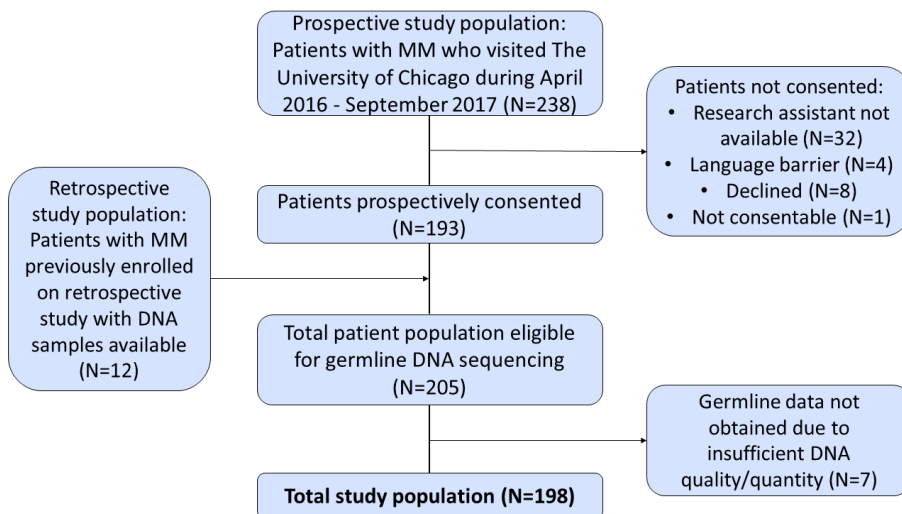 Prospective study population:
Patients with MM who visited The
University of Chicago during April
2016 - September 2017 (N=238)
Patients not consented:
• Research assistant not
available (N=32)
• Language barrier (N=4)
• Declined (N=8)
• Not consentable (N=1)
Retrospective
study population:
Patients with MM
previously enrolled
on retrospective
study with DNA
samples available
(N=12)
Patients prospectively consented
(N=193)
Total patient population eligible
for germline DNA sequencing
(N=205)
Germline data not
obtained due to
insufficient DNA
quality/quantity (N=7)
Total study population (N=198)